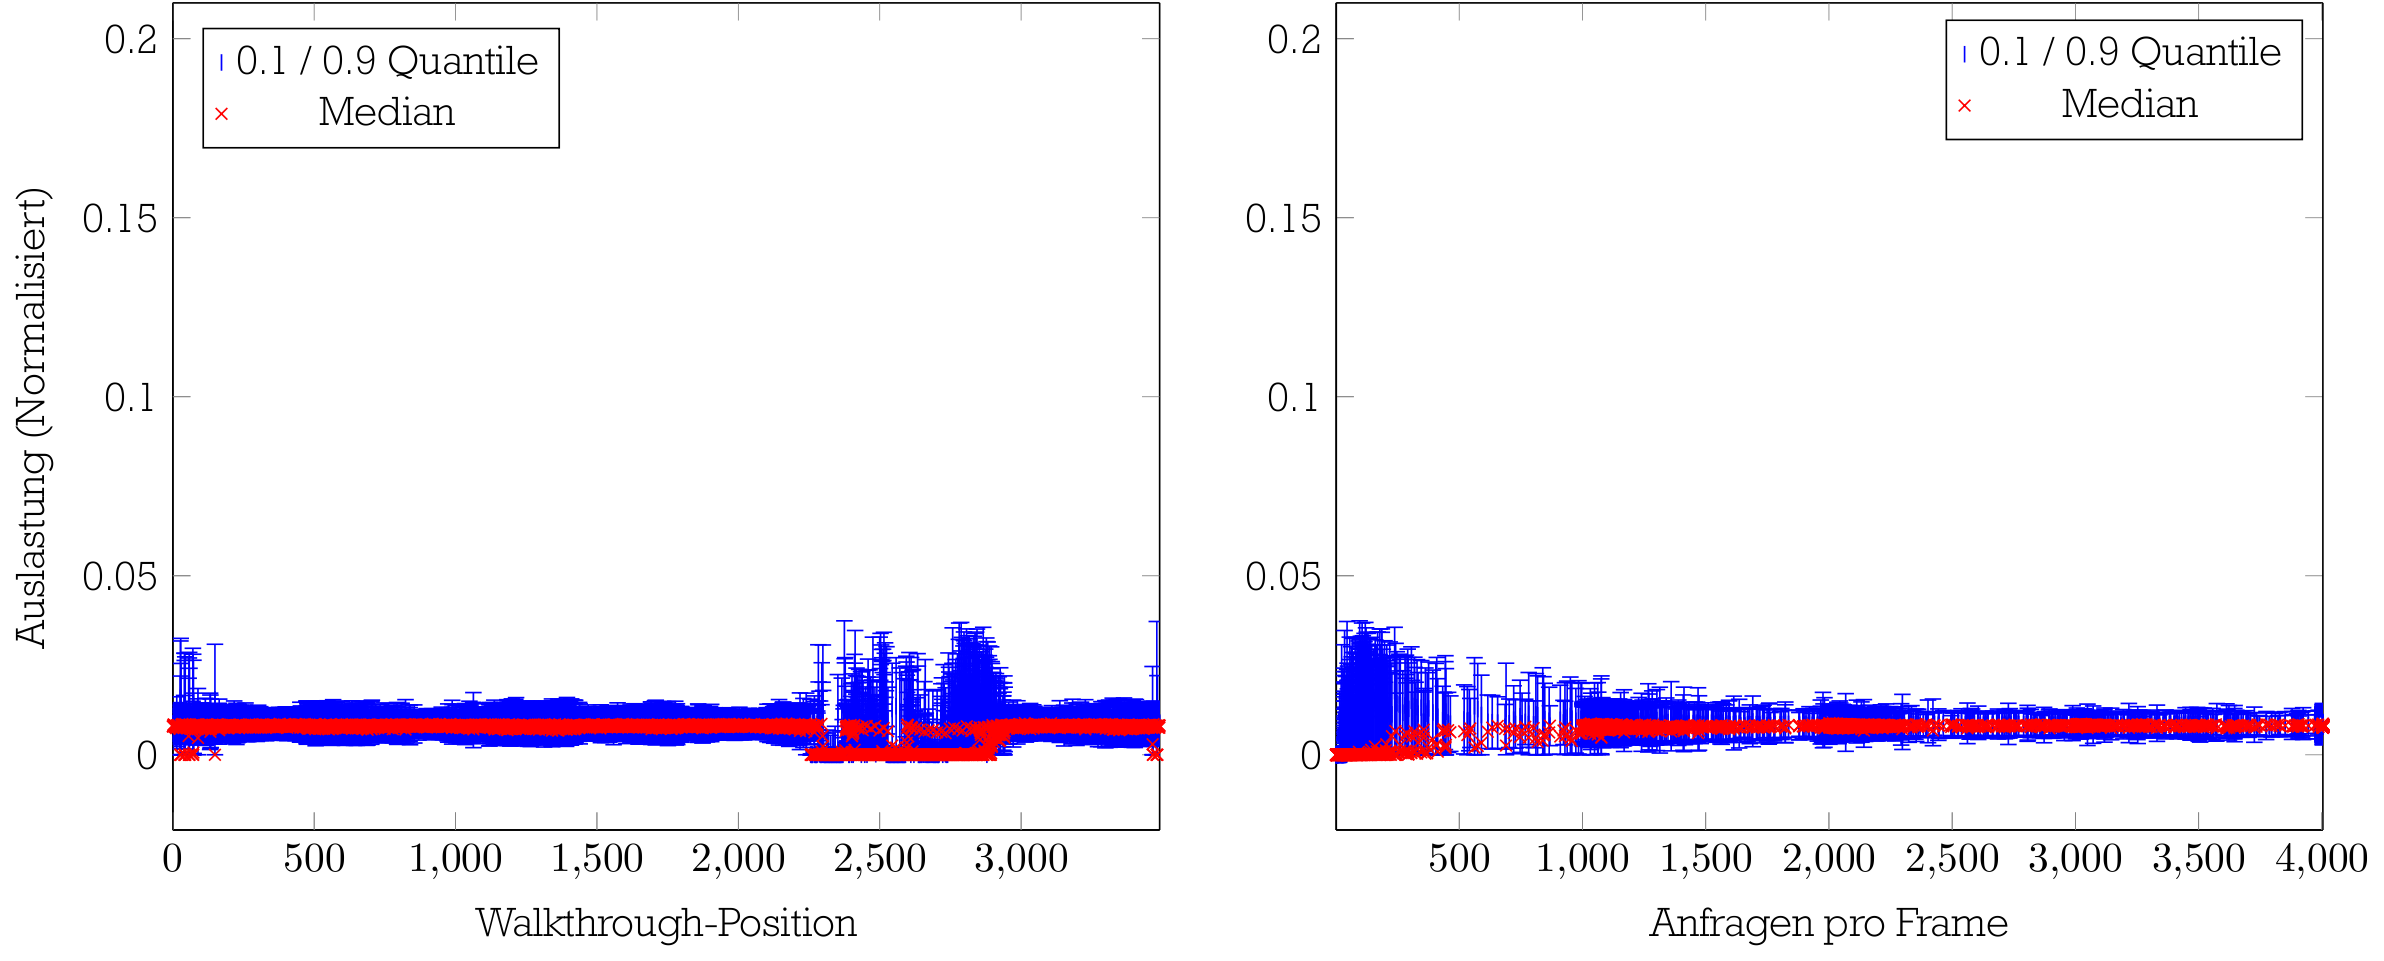 Auslastung (Normalisiert)
0.2
0.15
0.1
0.05
0
0.1 / 0.9 Quantile
Median
0 500 1,000 1,500 2,000 2,500 3,000
Walkthrough-Position
0.2
0.15
0.1
0.05
0
0.1 / 0.9 Quantile
Median
500 1,000 1,500 2,000 2,500 3,000 3,500 4,000
Anfragen pro Frame